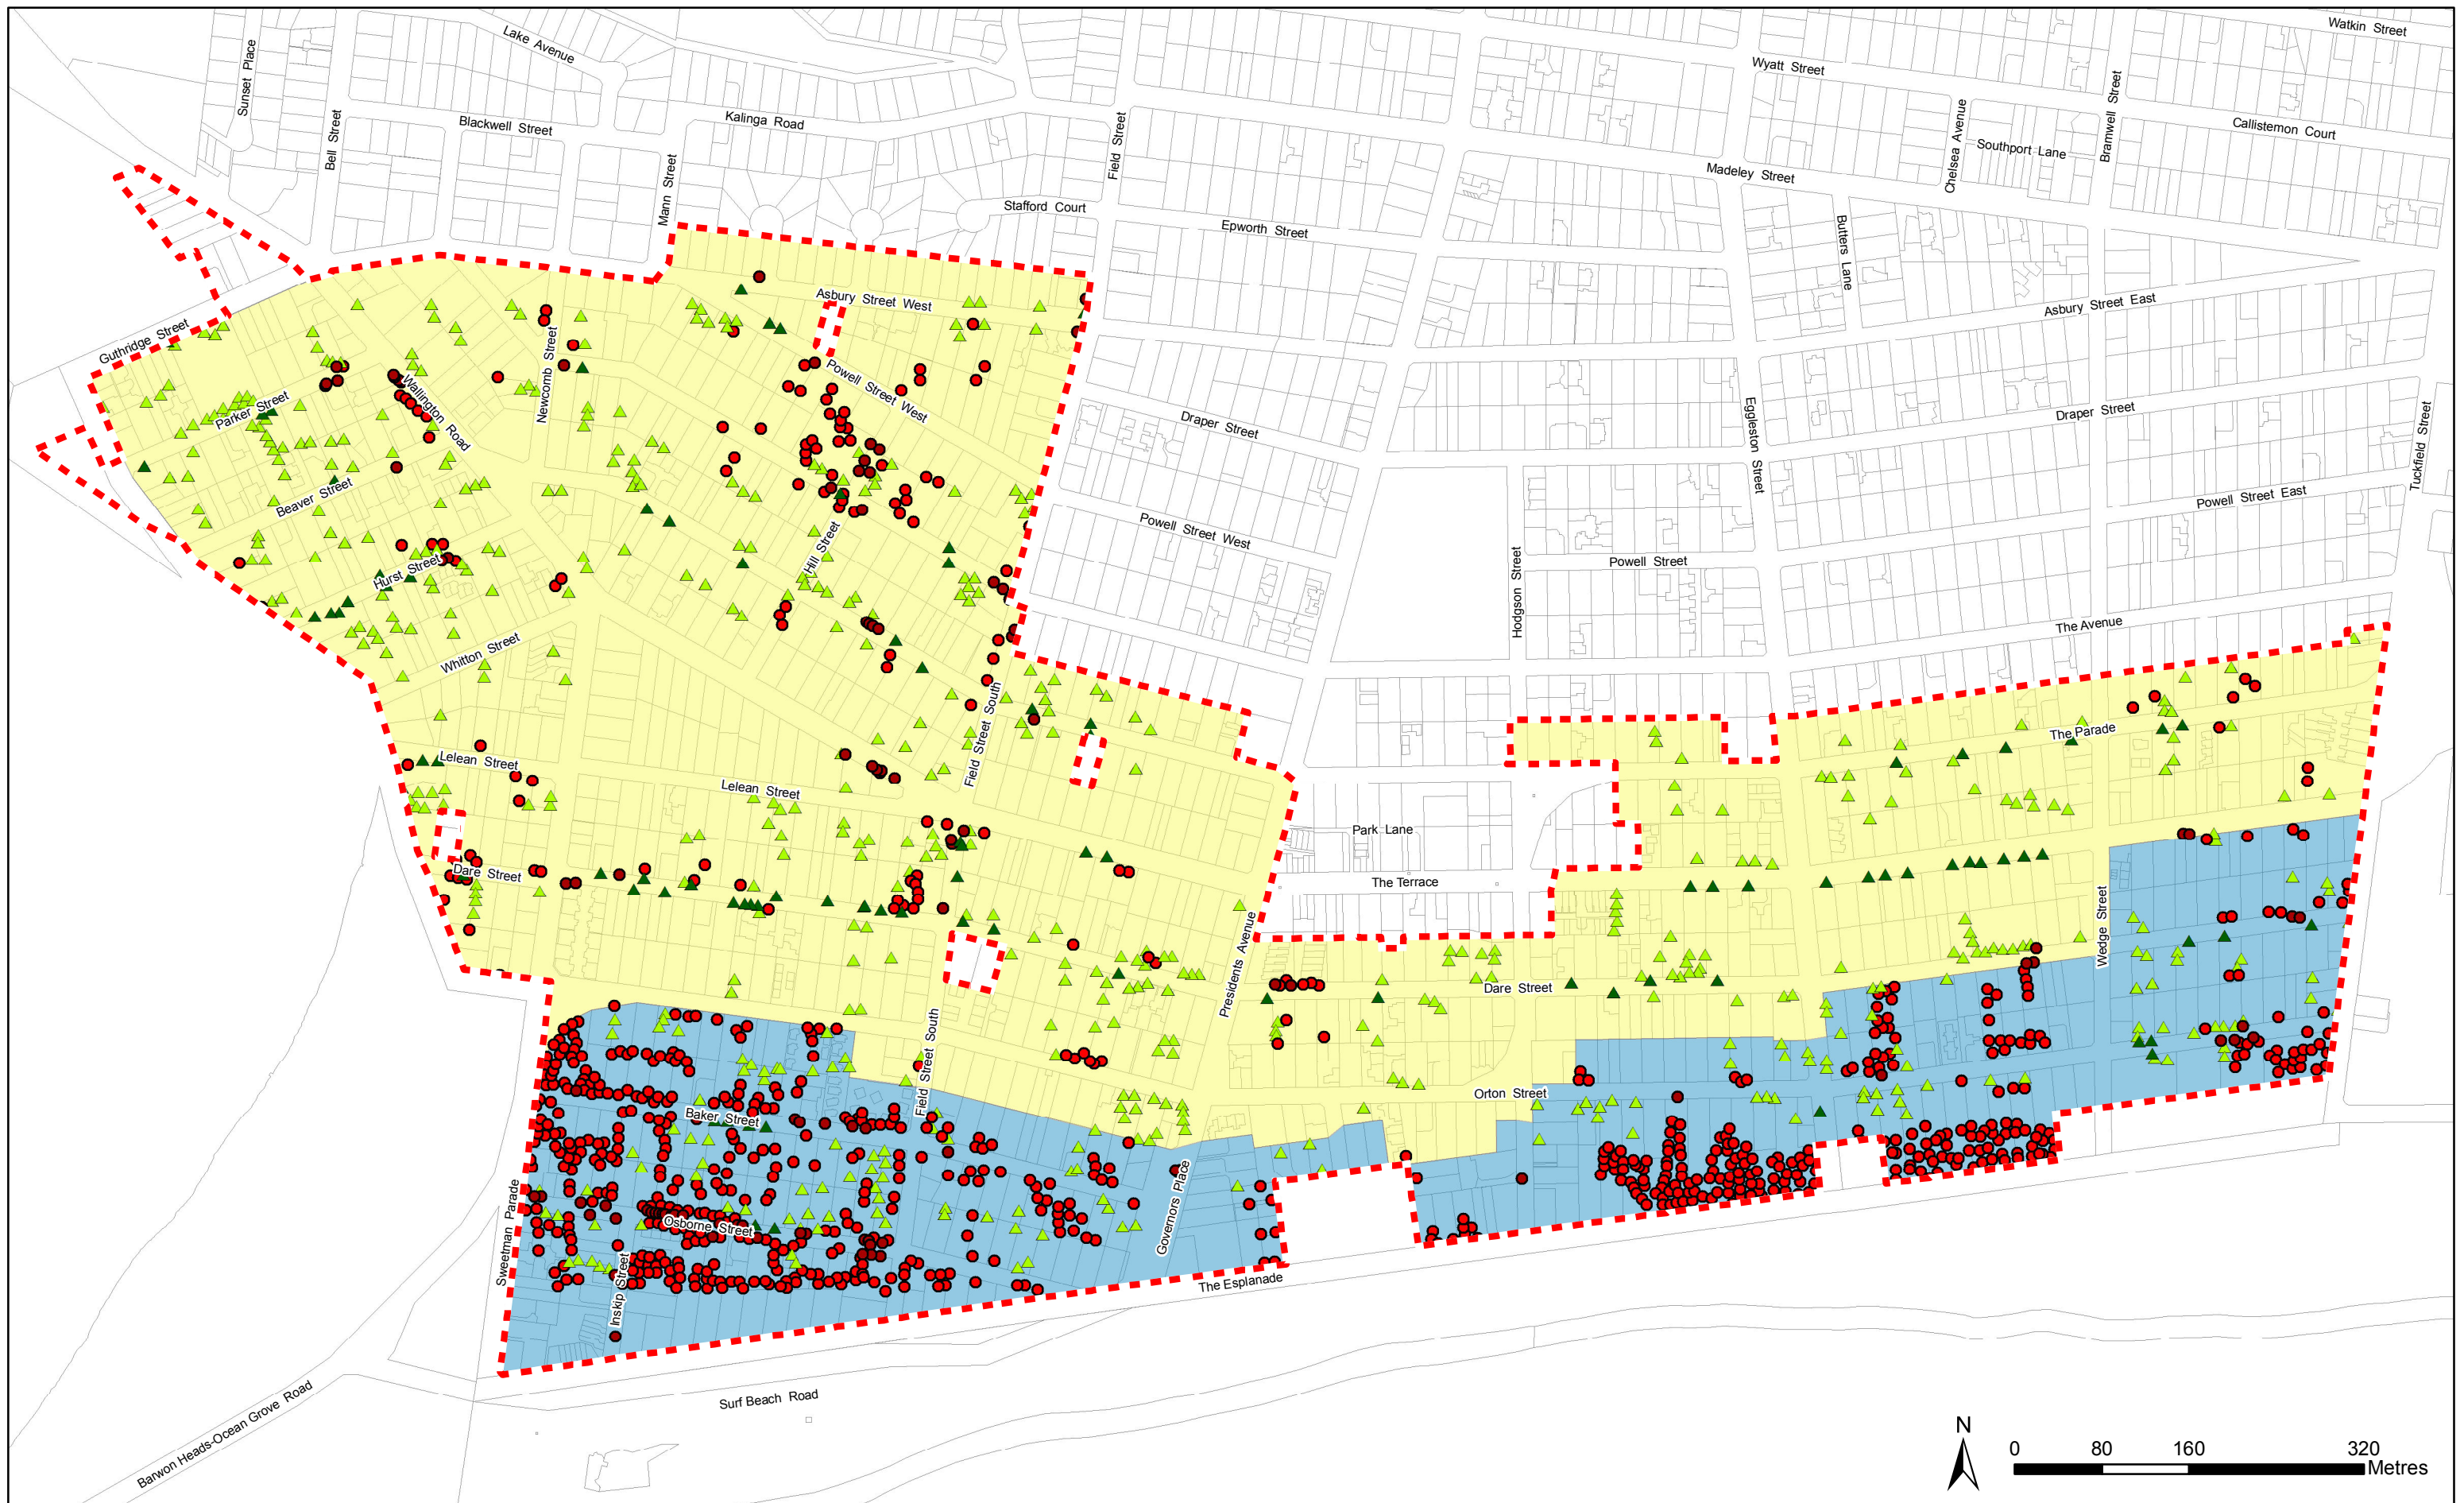 Watkin Street
Lake Avenue
Sunset Place
Wyatt Street
Blackwell Street
Kalinga Road
Bell Street
Field Street
Chelsea Avenue
Bramwell Street
Callistemon Court
Southport Lane
Mann Street
Madeley Street
Stafford Court
Epworth Street
Butters Lane
Asbury Street West
Asbury Street East
Guthridge Street
Newcomb Street
Powell Street West
Parker Street
Wallington Road
Draper Street
Eggleston Street
Draper Street
Tuckfield Street
Beaver Street
Powell Street West
Powell Street East
Hill Street
Hurst Street
Hodgson Street
Powell Street
Whitton Street
The Avenue
Field Street South
The Parade
Lelean Street
Lelean Street
Park Lane
Dare Street
The Terrace
Presidents Avenue
Wedge Street
Dare Street
Field Street South
Orton Street
Baker Street
Governors Place
Sweetman Parade
Osborne Street
Inskip Street
The Esplanade
Surf Beach Road
Barwon Heads-Ocean Grove Road
N
0 80 160 320
Metres